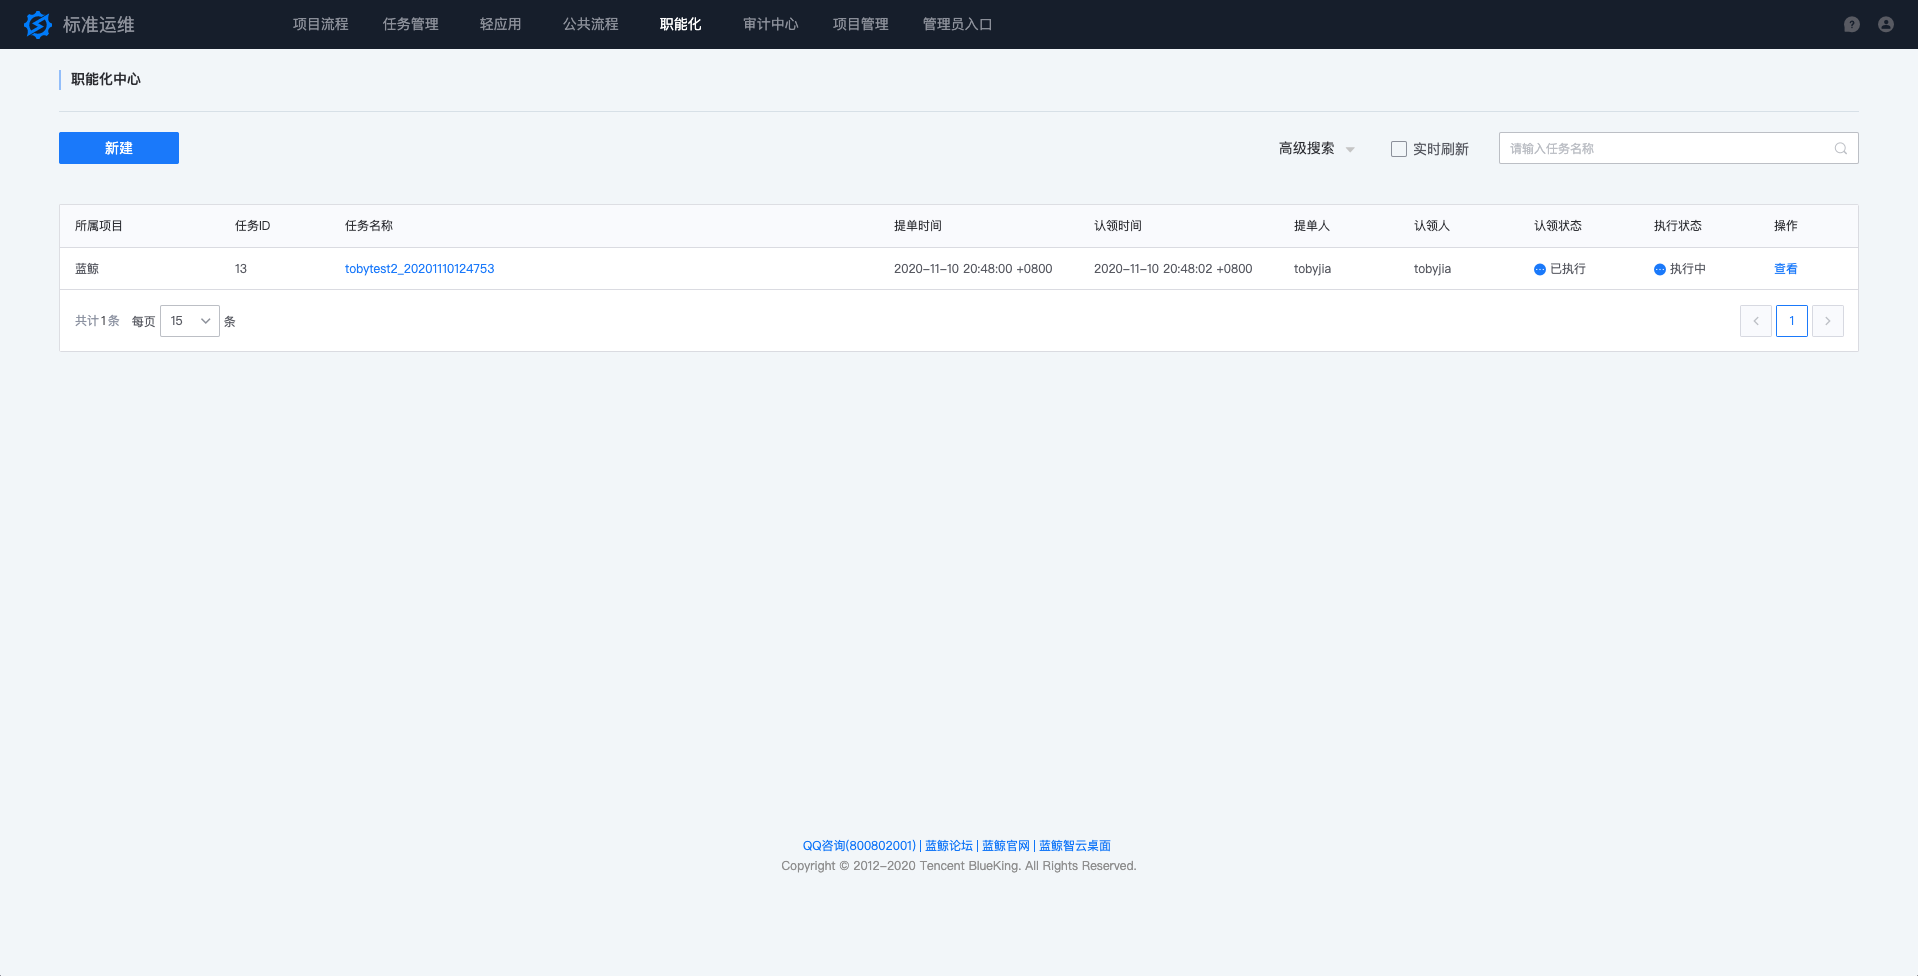 标准运维 项目流程 任务管理 轻应用 公共流程 职能化 审计中心 项目管理 管理员入口
职能化中心
新建 高级搜索 实时刷新 请输入任务名称
所属项目 任务ID 任务名称 提单时间 认领时间 提单人 认领人 认领状态 执行状态 操作
蓝鲸 13 tobytest2_20201110124753 2020-11-10 20:48:00 +0800 2020-11-10 20:48:02 +0800 tobyjia tobyjia 已执行 执行中 查看
共计1条 每页 15 条 1
QQ咨询(800802001) | 蓝鲸论坛 | 蓝鲸官网 | 蓝鲸智云桌面
Copyright © 2012-2020 Tencent BlueKing. All Rights Reserved.